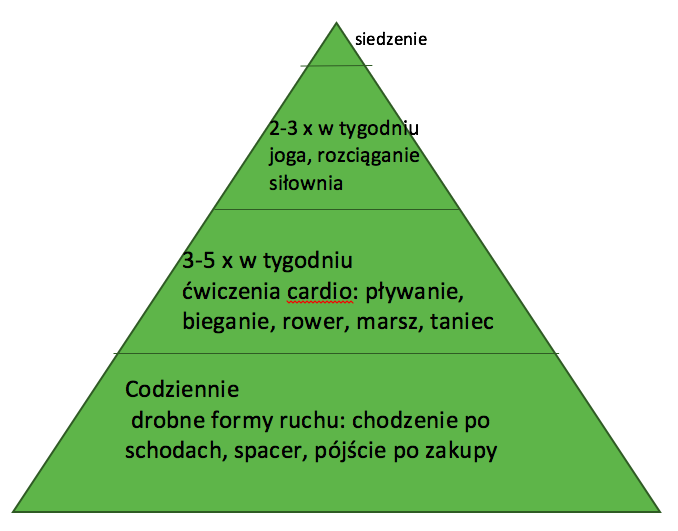 siedzenie
2-3 x w tygodniu
joga, rozciąganie
siłownia
3-5 x w tygodniu
ćwiczenia cardio: pływanie,
bieganie, rower, marsz, taniec
Codziennie
drobne formy ruchu: chodzenie po
schodach, spacer, pójście po zakupy